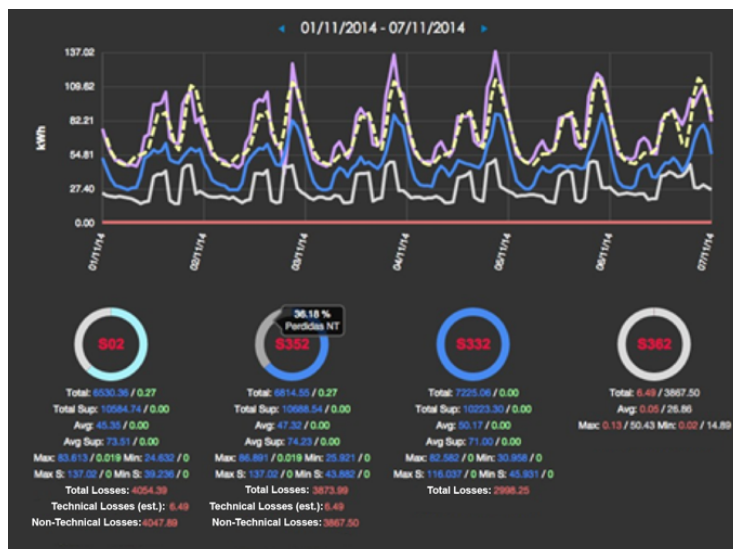 01/11/2014 - 07/11/2014
137.02
109.62
82.21
54.81
27.40
0.00
kWh
01/11/14
02/11/14
03/11/14
04/11/14
05/11/14
06/11/14
07/11/14
36.18 %
Perdidas NT
S02
S352
S332
S362
Total: 6530.36 / 0.27
Total Sup: 10584.74 / 0.00
Avg: 45.35 / 0.00
Avg Sup: 73.51 / 0.00
Max: 83.613 / 0.019 Min: 24.632 / 0
Max S: 137.02 / 0 Min S: 39.236 / 0
Total Losses: 4054.39
Technical Losses (est.): 6.49
Non-Technical Losses: 4047.89
Total: 6814.55 / 0.27
Total Sup: 10688.54 / 0.00
Avg: 47.32 / 0.00
Avg Sup: 74.23 / 0.00
Max: 86.891 / 0.019 Min: 25.921 / 0
Max S: 137.02 / 0 Min S: 43.882 / 0
Total Losses: 3873.99
Technical Losses (est.): 6.49
Non-Technical Losses: 3867.50
Total: 7225.06 / 0.00
Total Sup: 10223.30 / 0.00
Avg: 50.17 / 0.00
Avg Sup: 71.00 / 0.00
Max: 82.582 / 0 Min: 30.958 / 0
Max S: 116.037 / 0 Min S: 45.931 / 0
Total Losses: 2998.25
Total: 6.49 / 3867.50
Avg: 0.05 / 26.86
Max: 0.13 / 50.43 Min: 0.02 / 14.89